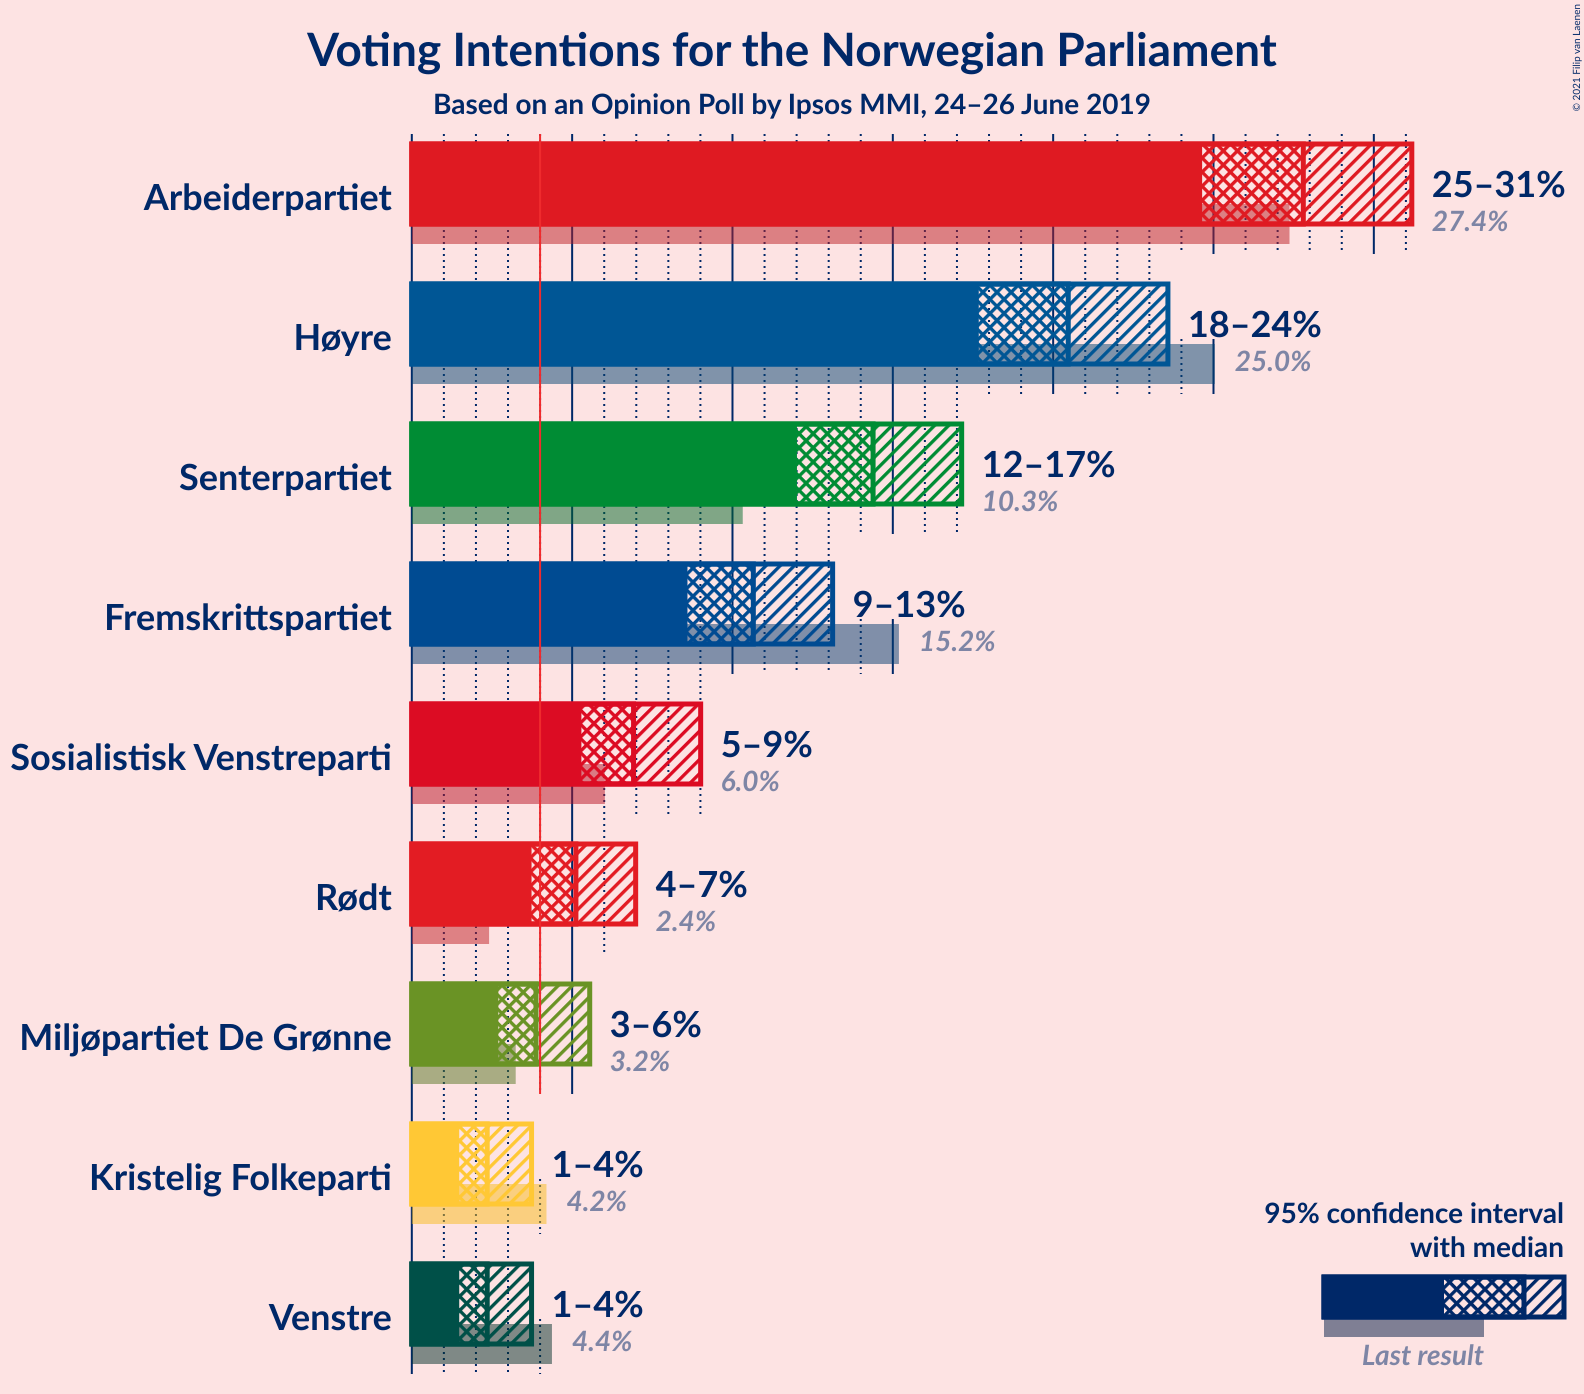 Voting Intentions for the Norwegian Parliament
Based on an Opinion Poll by Ipsos MMI, 24–26 June 2019
© 2021 Filip van Laenen
Arbeiderpartiet
25–31%
27.4%
Høyre
18–24%
25.0%
Senterpartiet
12–17%
10.3%
Fremskrittspartiet
9–13%
15.2%
Sosialistisk Venstreparti
5–9%
6.0%
Rødt
4–7%
2.4%
Miljøpartiet De Grønne
3–6%
3.2%
Kristelig Folkeparti
1–4%
4.2%
Venstre
1–4%
4.4%
95% confidence interval
with median
Last result